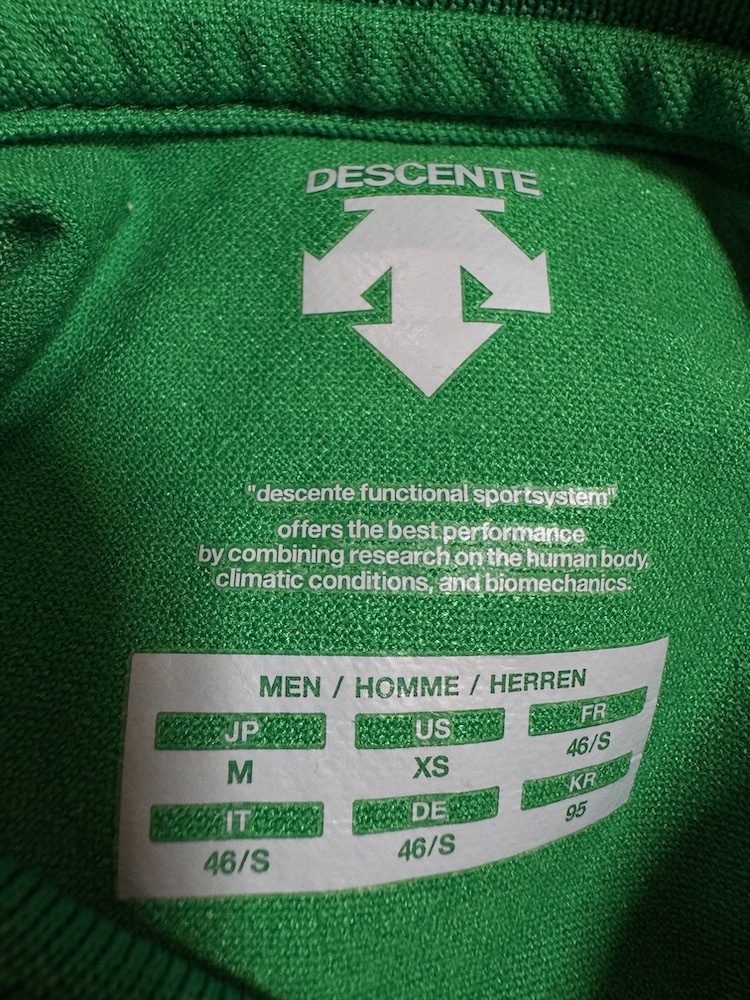 DESCENTE
"descente functional sportsystem"
offers the best performance
by combining research on the human body,
climatic conditions, and biomechanics.
MEN / HOMME / HERREN
JP US FR
M XS 46/S
IT DE KR
46/S 46/S 95